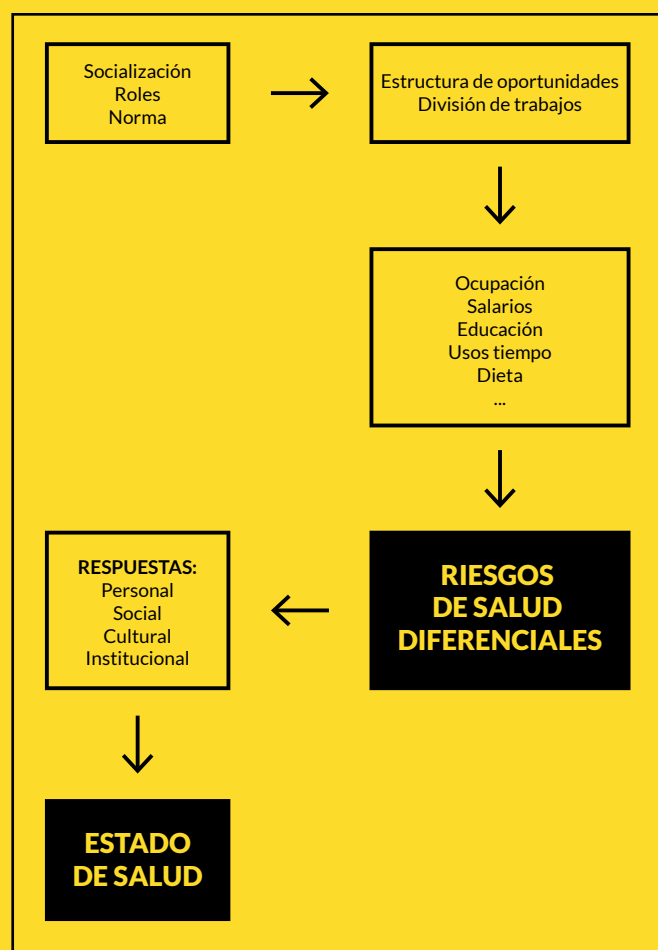 Socialización
Roles
Norma
Estructura de oportunidades
División de trabajos
Ocupación
Salarios
Educación
Usos tiempo
Dieta
...
RIESGOS
DE SALUD
DIFERENCIALES
RESPUESTAS:
Personal
Social
Cultural
Institucional
ESTADO
DE SALUD